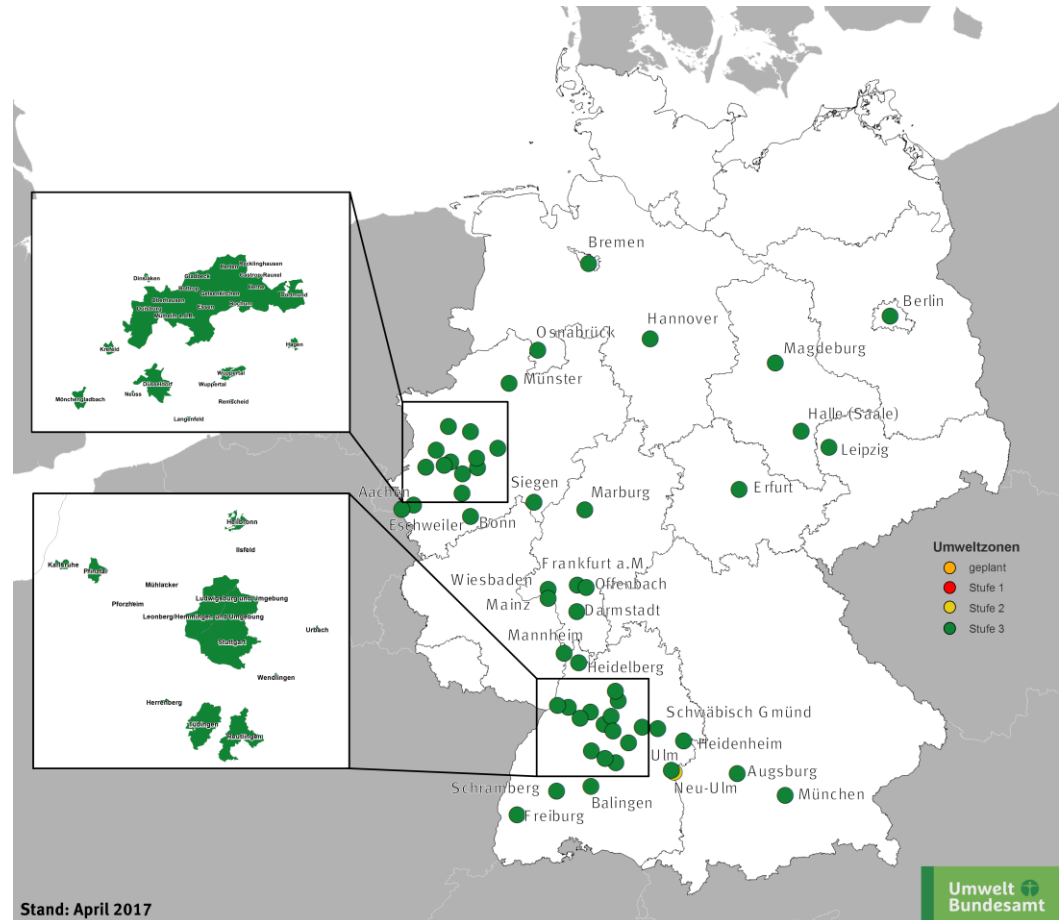 Bremen
Berlin
Hannover
Osnabrück
Magdeburg
Münster
Halle (Saale)
Leipzig
Erfurt
Siegen
Marburg
Aachen
Eschweiler
Bonn
Frankfurt a.M.
Wiesbaden
Offenbach
Mainz
Darmstadt
Mannheim
Heidelberg
Schwäbisch Gmünd
Heidenheim
Ulm
Neu-Ulm
Augsburg
München
Schramberg
Balingen
Freiburg
Recklinghausen
Herten
Castrop-Rauxel
Gladbeck
Dinslaken
Bottrop
Herne
Gelsenkirchen
Dortmund
Oberhausen
Bochum
Essen
Duisburg
Mülheim a.d.R.
Krefeld
Hagen
Wuppertal
Düsseldorf
Wuppertal
Neuss
Mönchengladbach
Remscheid
Langenfeld
Heilbronn
Ilsfeld
Karlsruhe
Pfinztal
Mühlacker
Ludwigsburg und Umgebung
Pforzheim
Leonberg/Hemmingen und Umgebung
Urbach
Stuttgart
Wendlingen
Herrenberg
Tübingen
Reutlingen
Umweltzonen
geplant
Stufe 1
Stufe 2
Stufe 3
Stand: April 2017
Umwelt
Bundesamt